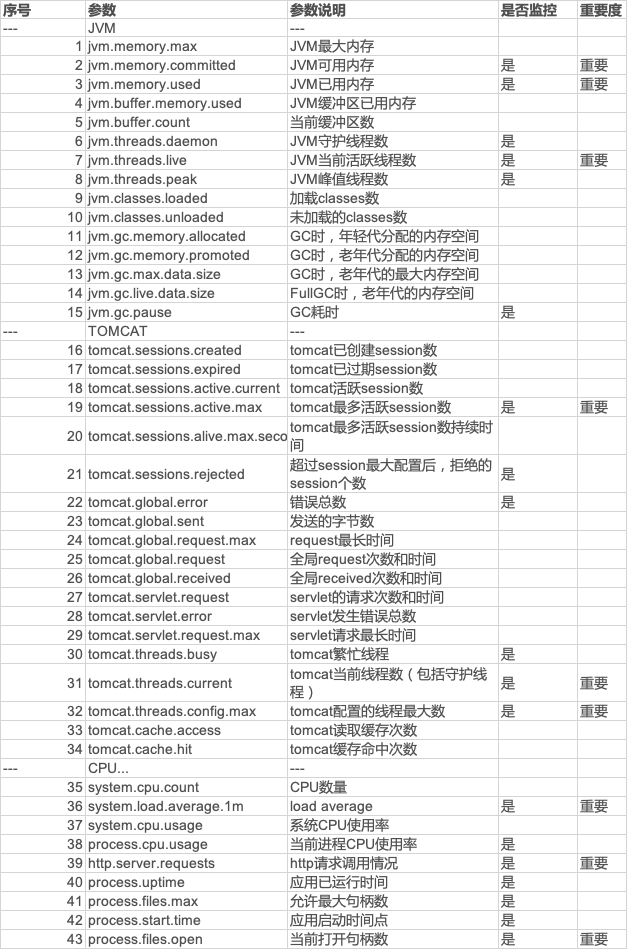 序号 参数 参数说明 是否监控 重要度
--- JVM ---
1 jvm.memory.max JVM最大内存
2 jvm.memory.committed JVM可用内存 是 重要
3 jvm.memory.used JVM已用内存 是 重要
4 jvm.buffer.memory.used JVM缓冲区已用内存
5 jvm.buffer.count 当前缓冲区数
6 jvm.threads.daemon JVM守护线程数 是
7 jvm.threads.live JVM当前活跃线程数 是 重要
8 jvm.threads.peak JVM峰值线程数 是
9 jvm.classes.loaded 加载classes数
10 jvm.classes.unloaded 未加载的classes数
11 jvm.gc.memory.allocated GC时，年轻代分配的内存空间
12 jvm.gc.memory.promoted GC时，老年代分配的内存空间
13 jvm.gc.max.data.size GC时，老年代的最大内存空间
14 jvm.gc.live.data.size FullGC时，老年代的内存空间
15 jvm.gc.pause GC耗时 是
--- TOMCAT ---
16 tomcat.sessions.created tomcat已创建session数
17 tomcat.sessions.expired tomcat已过期session数
18 tomcat.sessions.active.current tomcat活跃session数
19 tomcat.sessions.active.max tomcat最多活跃session数 是 重要
20 tomcat.sessions.alive.max.seco tomcat最多活跃session数持续时
间
21 tomcat.sessions.rejected 超过session最大配置后，拒绝的
session个数 是
22 tomcat.global.error 错误总数 是
23 tomcat.global.sent 发送的字节数
24 tomcat.global.request.max request最长时间
25 tomcat.global.request 全局request次数和时间
26 tomcat.global.received 全局received次数和时间
27 tomcat.servlet.request servlet的请求次数和时间
28 tomcat.servlet.error servlet发生错误总数
29 tomcat.servlet.request.max servlet请求最长时间
30 tomcat.threads.busy tomcat繁忙线程 是
31 tomcat.threads.current tomcat当前线程数（包括守护线
程） 是 重要
32 tomcat.threads.config.max tomcat配置的线程最大数 是 重要
33 tomcat.cache.access tomcat读取缓存次数
34 tomcat.cache.hit tomcat缓存命中次数
--- CPU... ---
35 system.cpu.count CPU数量
36 system.load.average.1m load average 是 重要
37 system.cpu.usage 系统CPU使用率
38 process.cpu.usage 当前进程CPU使用率 是
39 http.server.requests http请求调用情况 是 重要
40 process.uptime 应用已运行时间 是
41 process.files.max 允许最大句柄数 是
42 process.start.time 应用启动时间点 是
43 process.files.open 当前打开句柄数 是 重要